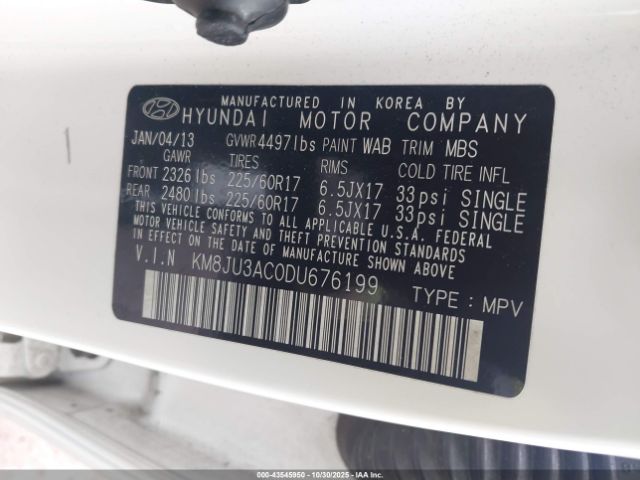 MANUFACTURED IN KOREA BY
HYUNDAI MOTOR COMPANY
JAN/04/13 GVWR 4497lbs PAINT WAB TRIM MBS
GAWR TIRES RIMS COLD TIRE INFL
FRONT 2326 lbs 225/60R17 6.5JX17 33psi SINGLE
REAR 2480 lbs 225/60R17 6.5JX17 33psi SINGLE
THIS VEHICLE CONFORMS TO ALL APPLICABLE U.S.A. FEDERAL
MOTOR VEHICLE SAFETY AND THEFT PREVENTION STANDARDS
IN EFFECT ON THE DATE OF MANUFACTURE SHOWN ABOVE.
V.I.N KM8JU3AC0DU676199
TYPE : MPV
000-43545950 | 10/30/2025 | IAA Inc.